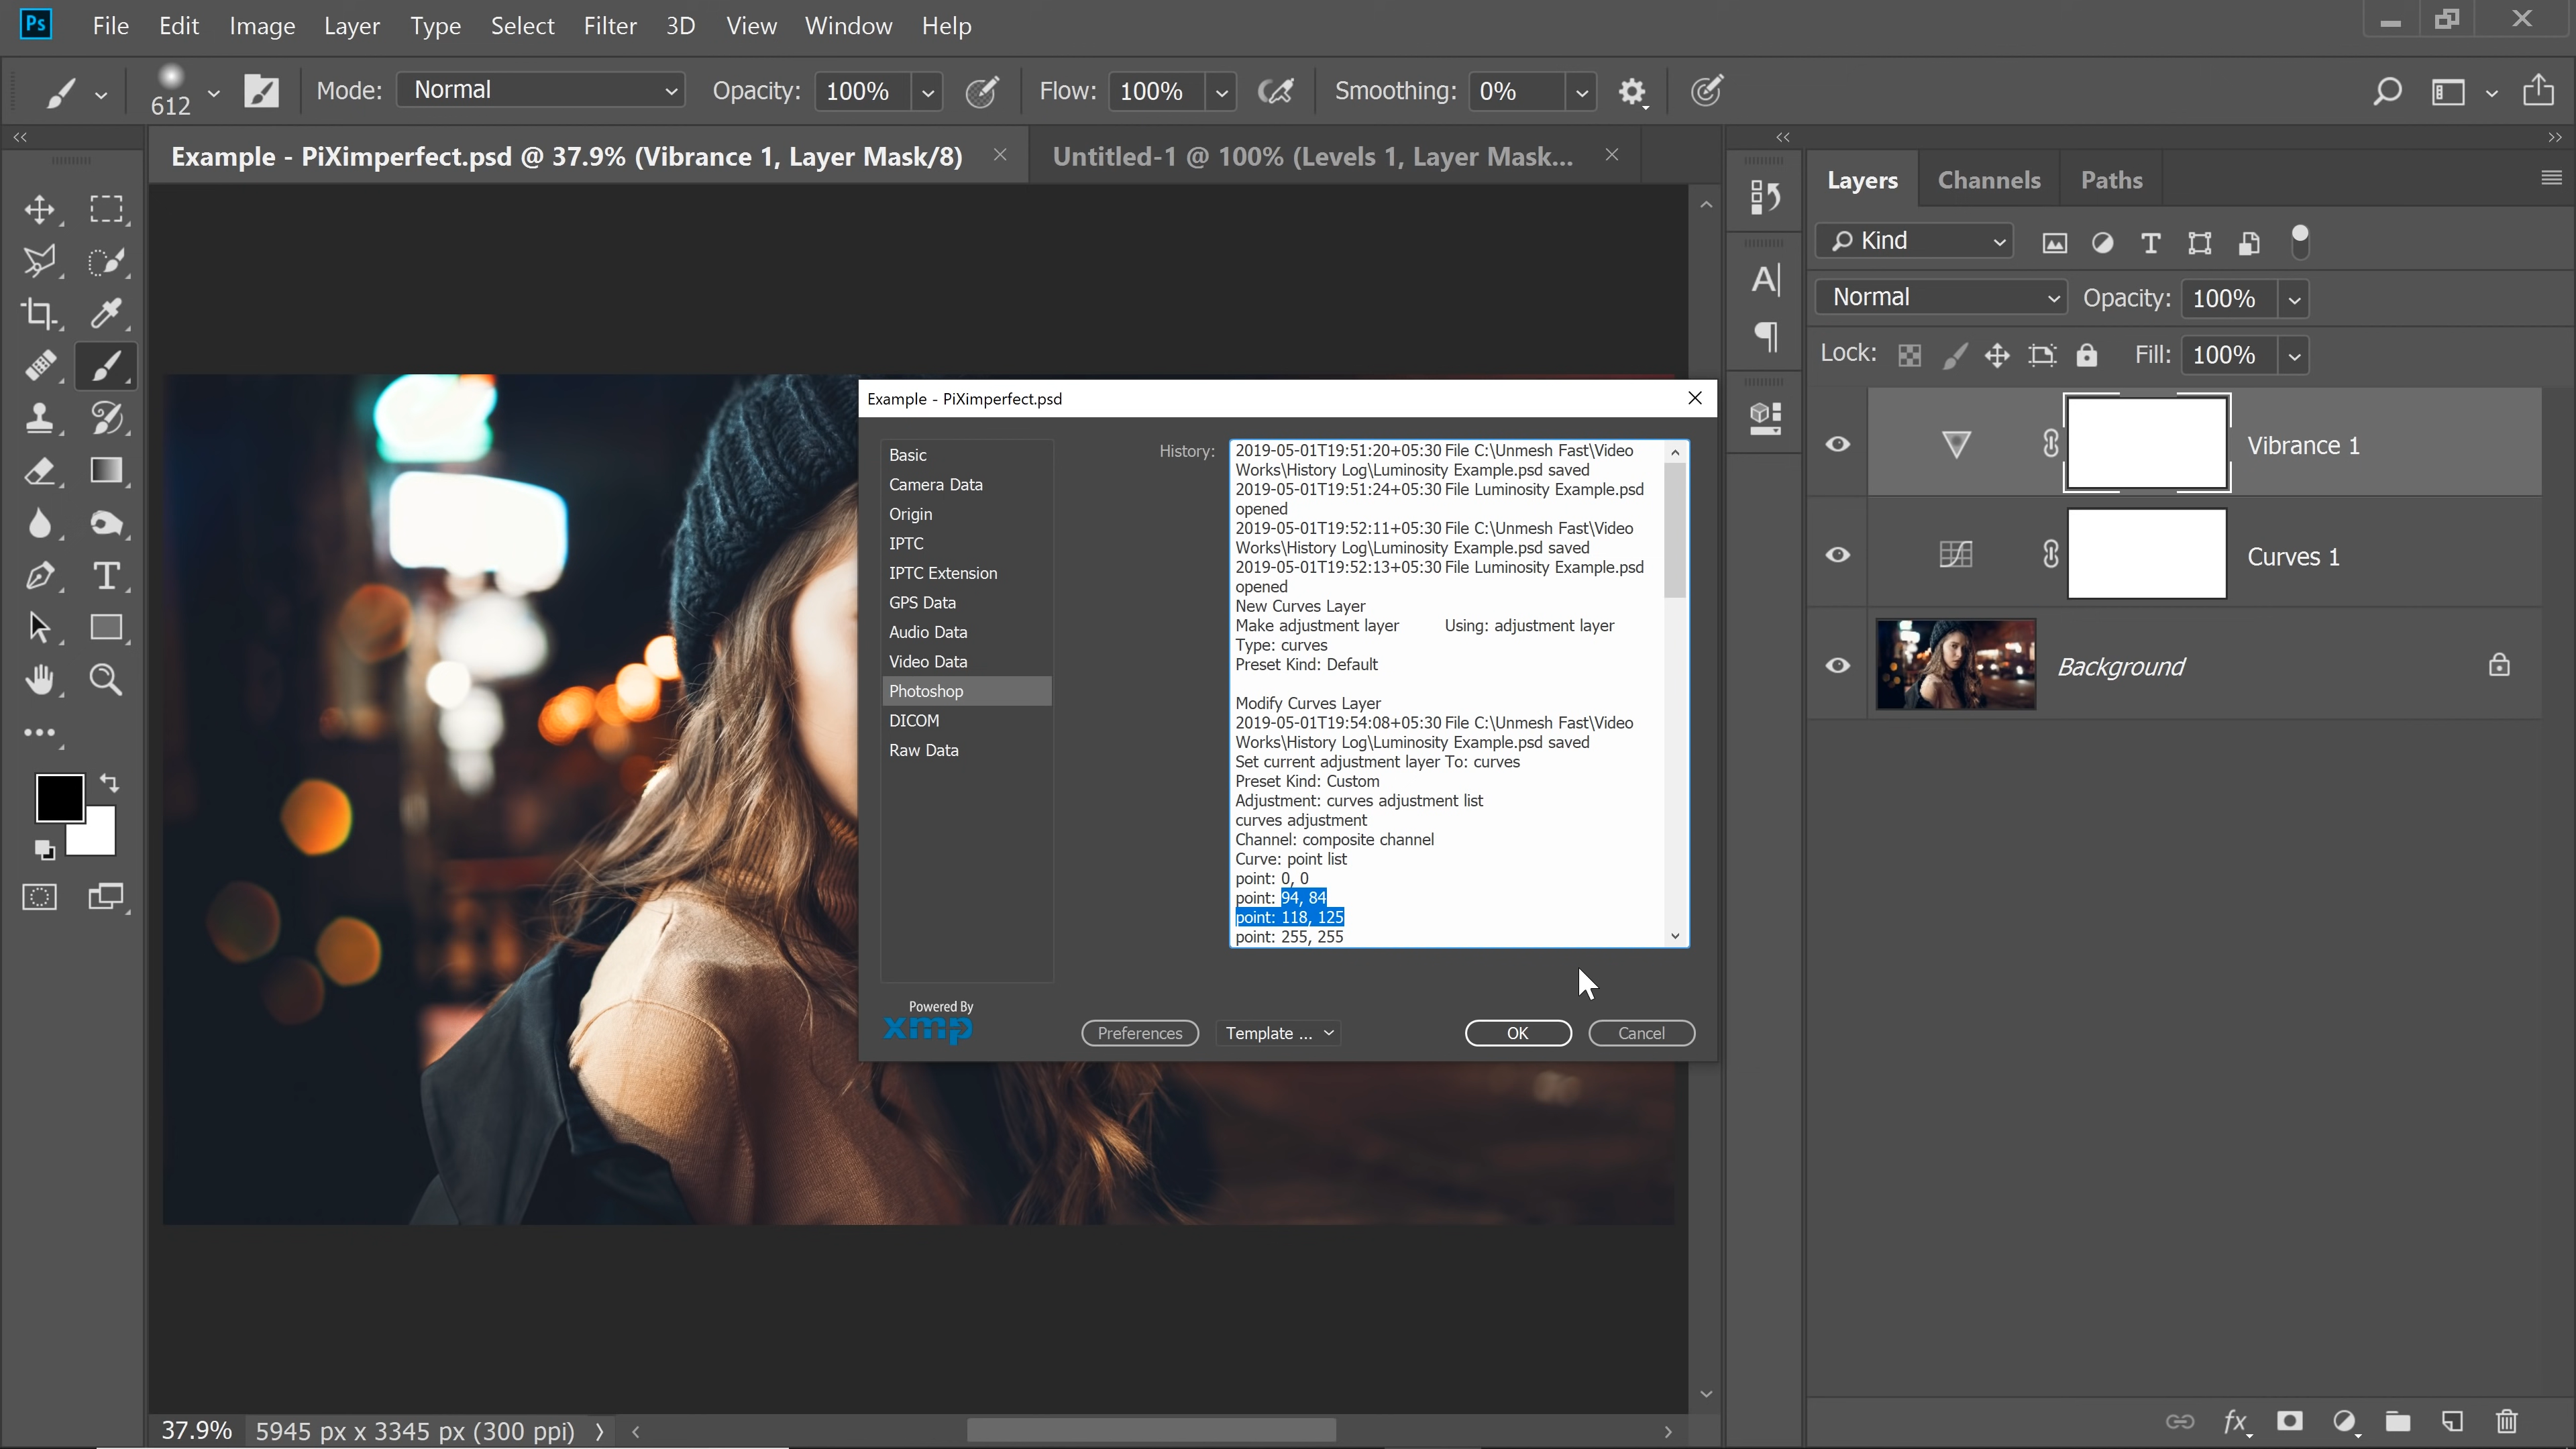 Ps File Edit Image Layer Type Select Filter 3D View Window Help
612 Mode: Normal Opacity: 100% Flow: 100% Smoothing: 0%
Example - PiXimperfect.psd @ 37.9% (Vibrance 1, Layer Mask/8) Untitled-1 @ 100% (Levels 1, Layer Mask...
Layers Channels Paths
Kind
Normal Opacity: 100%
Lock: Fill: 100%
Vibrance 1
Curves 1
Background
Example - PiXimperfect.psd
Basic
Camera Data
Origin
IPTC
IPTC Extension
GPS Data
Audio Data
Video Data
Photoshop
DICOM
Raw Data
History:
2019-05-01T19:51:20+05:30 File C:\Unmesh Fast\Video
Works\History Log\Luminosity Example.psd saved
2019-05-01T19:51:24+05:30 File Luminosity Example.psd
opened
2019-05-01T19:52:11+05:30 File C:\Unmesh Fast\Video
Works\History Log\Luminosity Example.psd saved
2019-05-01T19:52:13+05:30 File Luminosity Example.psd
opened
New Curves Layer
Make adjustment layer Using: adjustment layer
Type: curves
Preset Kind: Default
Modify Curves Layer
2019-05-01T19:54:08+05:30 File C:\Unmesh Fast\Video
Works\History Log\Luminosity Example.psd saved
Set current adjustment layer To: curves
Preset Kind: Custom
Adjustment: curves adjustment list
curves adjustment
Channel: composite channel
Curve: point list
point: 0, 0
point: 94, 84
point: 118, 125
point: 255, 255
Powered By
xmp
Preferences Template ... OK Cancel
37.9% 5945 px x 3345 px (300 ppi)
fx